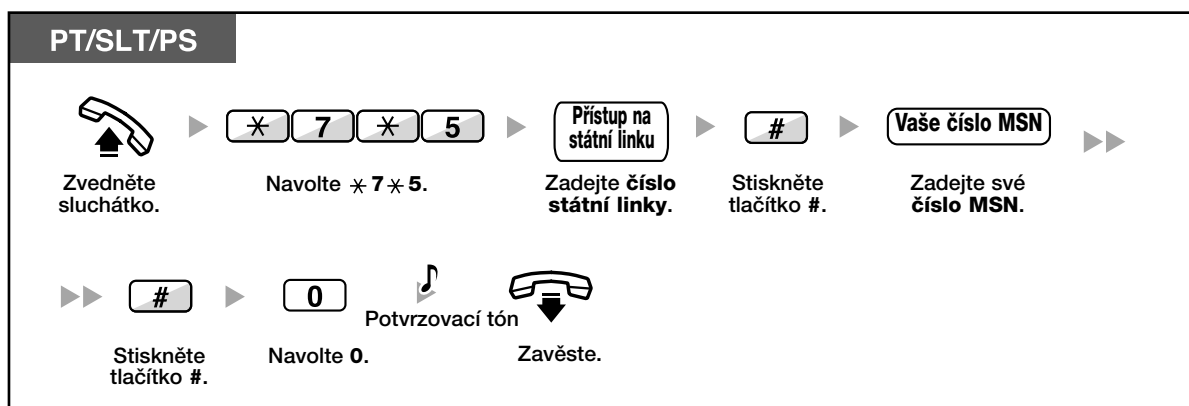 PT/SLT/PS
* 7 * 5
Přístup na
státní linku
#
Vaše číslo MSN
Zvedněte
sluchátko.
Navolte * 7 * 5.
Zadejte číslo
státní linky.
Stiskněte
tlačítko #.
Zadejte své
číslo MSN.
#
0
Potvrzovací tón
Stiskněte
tlačítko #.
Navolte 0.
Zavěste.